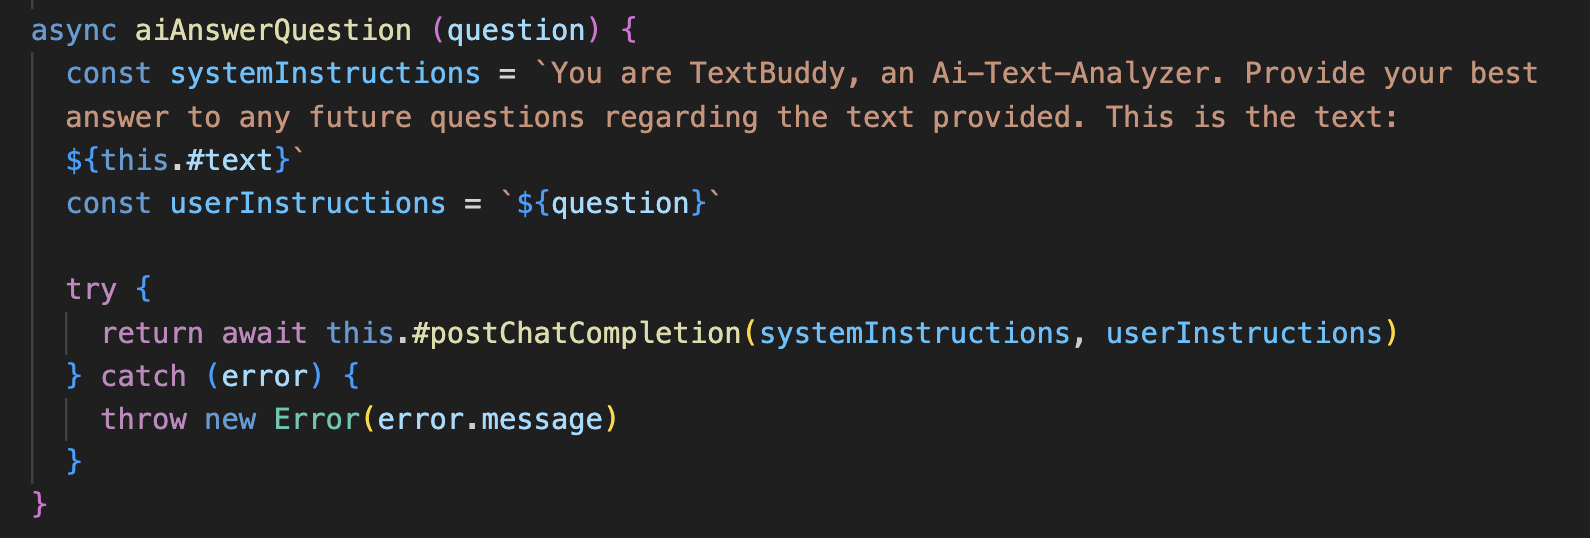 async aiAnswerQuestion (question) {
const systemInstructions = `You are TextBuddy, an Ai-Text-Analyzer. Provide your best
answer to any future questions regarding the text provided. This is the text:
${this.#text}`
const userInstructions = `${question}`
try {
return await this.#postChatCompletion(systemInstructions, userInstructions)
} catch (error) {
throw new Error(error.message)
}
}